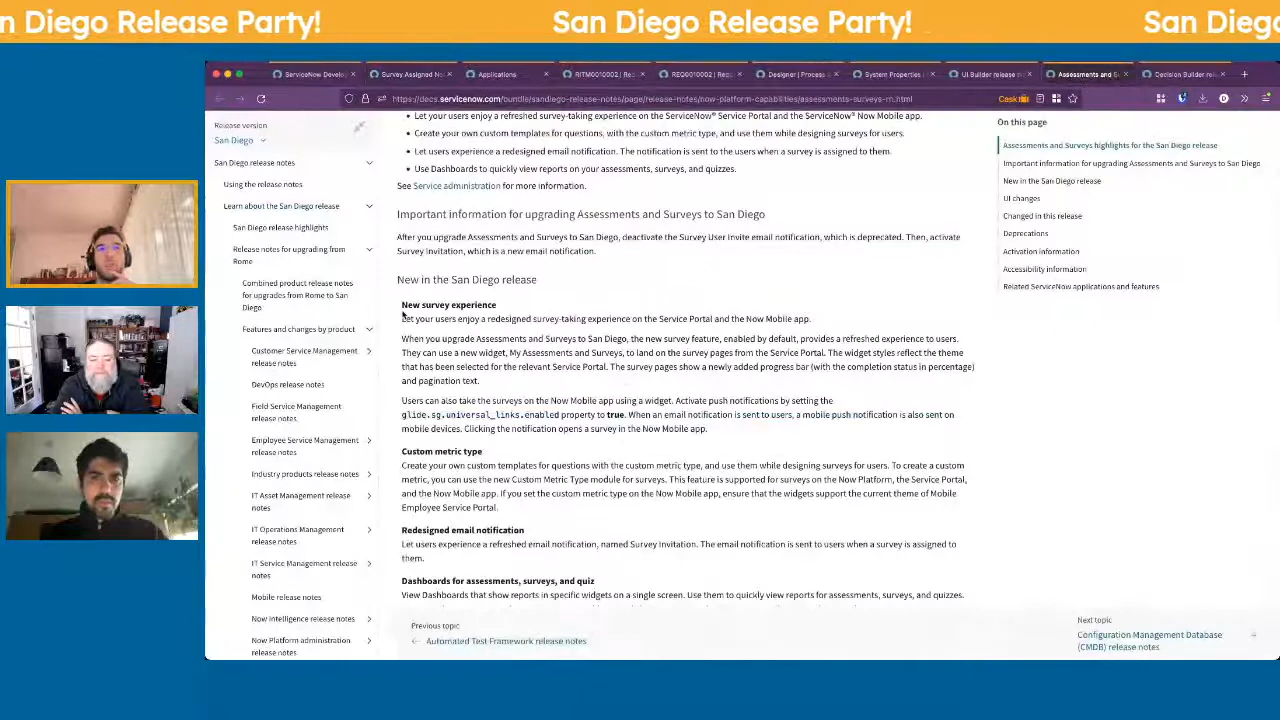 n Diego Release Party!
San Diego Release Party!
San Dieg
ServiceNow Develo
Survey Assigned No
Applications
RITM0010002 | Re
REQ0010002 | Requ
Designer | Process
System Properties |
UI Builder release n
Assessments and S
Decision Builder rel
https://docs.servicenow.com/bundle/sandiego-release-notes/page/release-notes/now-platform-capabilities/assessments-surveys-rn.html
Cask
Release version
San Diego
San Diego release notes
Using the release notes
Learn about the San Diego release
San Diego release highlights
Release notes for upgrading from
Rome
Combined product release notes
for upgrades from Rome to San
Diego
Features and changes by product
Customer Service Management
release notes
DevOps release notes
Field Service Management
release notes
Employee Service Management
release notes
Industry products release notes
IT Asset Management release
notes
IT Operations Management
release notes
IT Service Management release
notes
Mobile release notes
Now Intelligence release notes
Now Platform administration
release notes
Let your users enjoy a refreshed survey-taking experience on the ServiceNow® Service Portal and the ServiceNow® Now Mobile app.
• Create your own custom templates for questions, with the custom metric type, and use them while designing surveys for users.
• Let users experience a redesigned email notification. The notification is sent to the users when a survey is assigned to them.
• Use Dashboards to quickly view reports on your assessments, surveys, and quizzes.
See Service administration for more information.
Important information for upgrading Assessments and Surveys to San Diego
After you upgrade Assessments and Surveys to San Diego, deactivate the Survey User Invite email notification, which is deprecated. Then, activate
Survey Invitation, which is a new email notification.
New in the San Diego release
New survey experience
Let your users enjoy a redesigned survey-taking experience on the Service Portal and the Now Mobile app.
When you upgrade Assessments and Surveys to San Diego, the new survey feature, enabled by default, provides a refreshed experience to users.
They can use a new widget, My Assessments and Surveys, to land on the survey pages from the Service Portal. The widget styles reflect the theme
that has been selected for the relevant Service Portal. The survey pages show a newly added progress bar (with the completion status in percentage)
and pagination text.
Users can also take the surveys on the Now Mobile app using a widget. Activate push notifications by setting the
glide.sg.universal_links.enabled property to true. When an email notification is sent to users, a mobile push notification is also sent on
mobile devices. Clicking the notification opens a survey in the Now Mobile app.
Custom metric type
Create your own custom templates for questions with the custom metric type, and use them while designing surveys for users. To create a custom
metric, you can use the new Custom Metric Type module for surveys. This feature is supported for surveys on the Now Platform, the Service Portal,
and the Now Mobile app. If you set the custom metric type on the Now Mobile app, ensure that the widgets support the current theme of Mobile
Employee Service Portal.
Redesigned email notification
Let users experience a refreshed email notification, named Survey Invitation. The email notification is sent to users when a survey is assigned to
them.
Dashboards for assessments, surveys, and quiz
View Dashboards that show reports in specific widgets on a single screen. Use them to quickly view reports for assessments, surveys, and quizzes.
Previous topic
Automated Test Framework release notes
Next topic
Configuration Management Database
(CMDB) release notes
On this page
Assessments and Surveys highlights for the San Diego release
Important information for upgrading Assessments and Surveys to San Diego
New in the San Diego release
UI changes
Changed in this release
Deprecations
Activation information
Accessibility information
Related ServiceNow applications and features